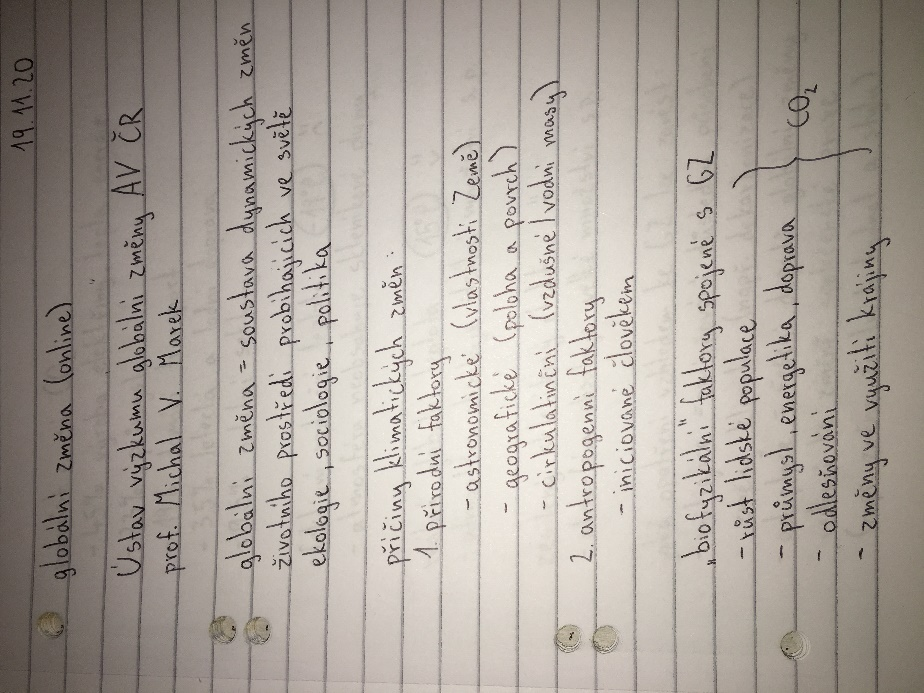 19.11.20
globální změna (online)
Ústav výzkumu globální změny AV ČR
prof. Michal V. Marek
globální změna = soustava dynamických změn
životního prostředí probíhajících ve světě
ekologie, sociologie, politika
příčiny klimatických změn:
1. přírodní faktory
- astronomické (vlastnosti Země)
- geografické (poloha a povrch)
- cirkulatinční (vzdušné/vodní masy)
2. antropogenní faktory
- iniciované člověkem
„biofyzikální" faktory spojené s GZ
- růst lidské populace
- průmysl, energetika, doprava CO2
- odlesňování
- změny ve využití krajiny